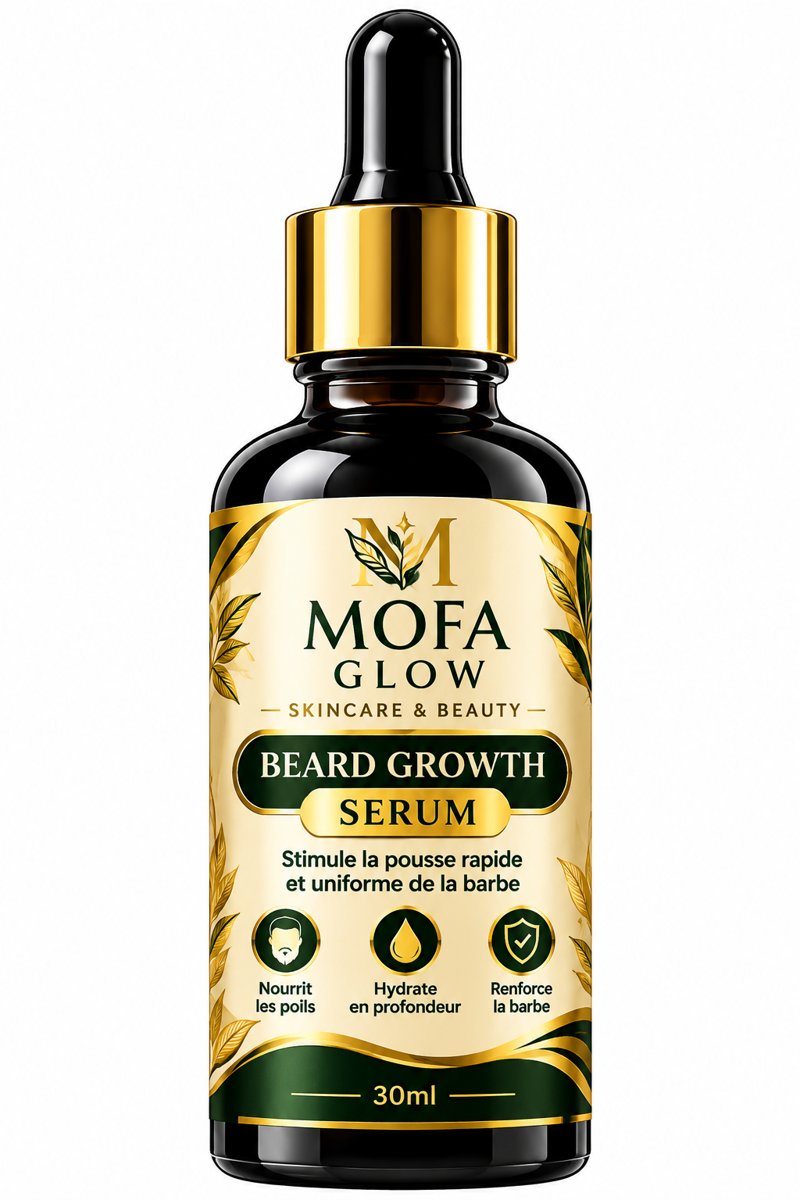 M
MOFA
GLOW
SKINCARE & BEAUTY
BEARD GROWTH
SERUM
Stimule la pousse rapide
et uniforme de la barbe
Nourrit
les poils
Hydrate
en profondeur
Renforce
la barbe
30ml